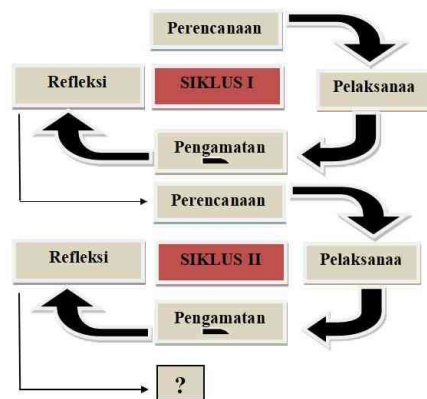 Perencanaan
Refleksi
SIKLUS I
Pelaksanaa
Pengamatan
Perencanaan
Refleksi
SIKLUS II
Pelaksanaa
Pengamatan
?